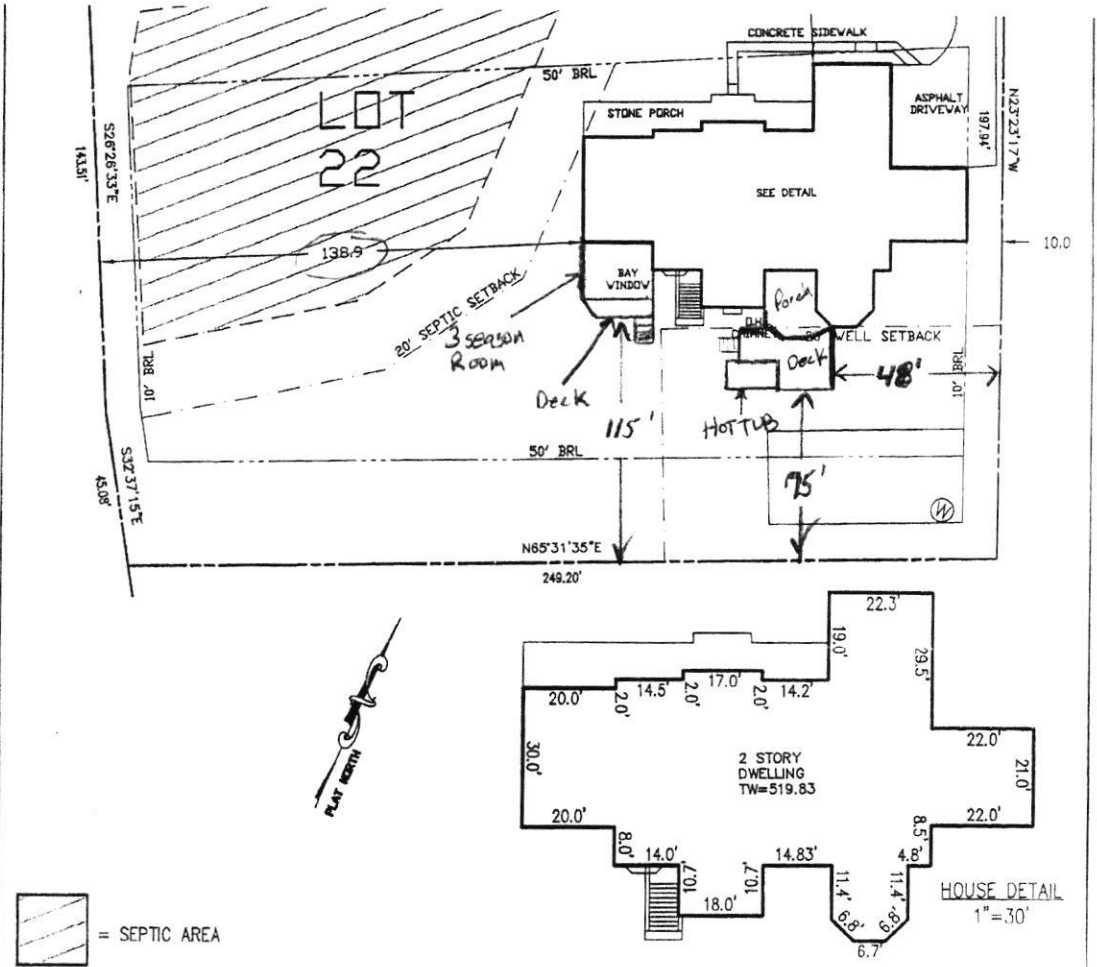 CONCRETE SIDEWALK
50' BRL
LOT
22
STONE PORCH
ASPHALT
DRIVEWAY
N23°23'17"W
197.94'
S26°26'33"E
143.51'
SEE DETAIL
138.9
10.0
BAY
WINDOW
20' SEPTIC SETBACK
3 season
Room
Porch
WELL SETBACK
Deck
48'
10' BRL
10' BRL
Deck
115'
HOT TUB
50' BRL
75'
W
S32°37'15"E
45.08'
N65°31'35"E
249.20'
22.3'
19.0'
29.5'
20.0'
2.0'
14.5'
2.0'
17.0'
2.0'
14.2'
30.0'
2 STORY
DWELLING
TW=519.83
22.0'
21.0'
20.0'
22.0'
8.0'
14.0'
10.7'
18.0'
10.7'
14.83'
11.4'
6.8'
6.7'
6.8'
11.4'
4.8'
8.5'
PLAT NORTH
HOUSE DETAIL
1"=30'
= SEPTIC AREA